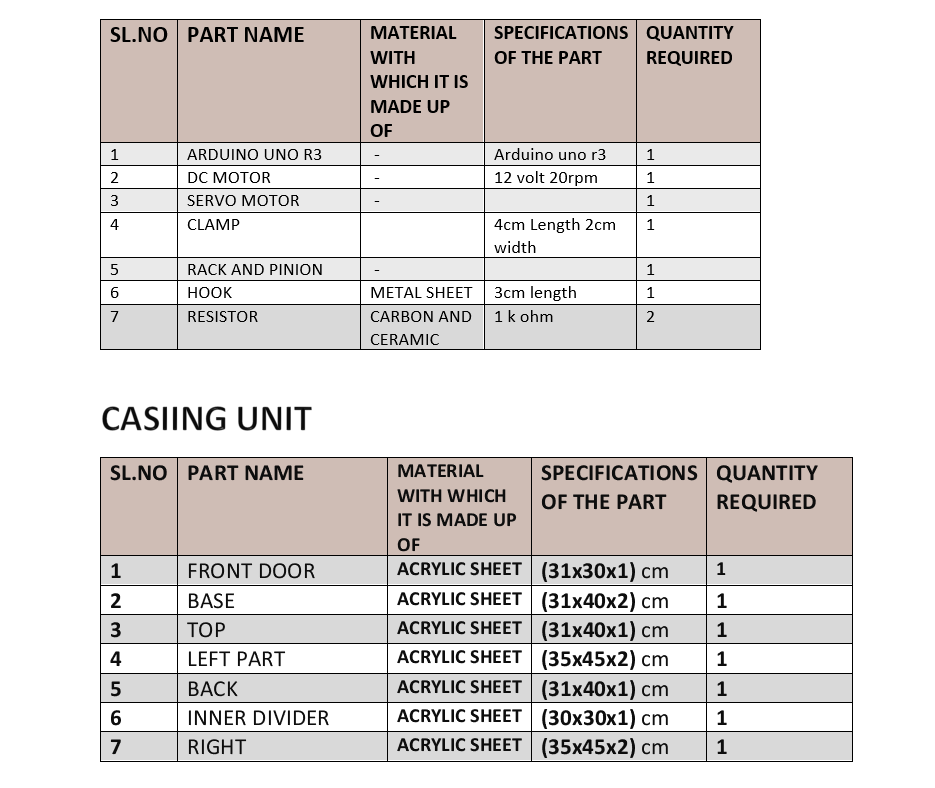 SL.NO PART NAME MATERIAL WITH WHICH IT IS MADE UP OF SPECIFICATIONS OF THE PART QUANTITY REQUIRED
1 ARDUINO UNO R3 - Arduino uno r3 1
2 DC MOTOR - 12 volt 20rpm 1
3 SERVO MOTOR - 1
4 CLAMP 4cm Length 2cm width 1
5 RACK AND PINION - 1
6 HOOK METAL SHEET 3cm length 1
7 RESISTOR CARBON AND CERAMIC 1 k ohm 2
CASIING UNIT
SL.NO PART NAME MATERIAL WITH WHICH IT IS MADE UP OF SPECIFICATIONS OF THE PART QUANTITY REQUIRED
1 FRONT DOOR ACRYLIC SHEET (31x30x1) cm 1
2 BASE ACRYLIC SHEET (31x40x2) cm 1
3 TOP ACRYLIC SHEET (31x40x1) cm 1
4 LEFT PART ACRYLIC SHEET (35x45x2) cm 1
5 BACK ACRYLIC SHEET (31x40x1) cm 1
6 INNER DIVIDER ACRYLIC SHEET (30x30x1) cm 1
7 RIGHT ACRYLIC SHEET (35x45x2) cm 1